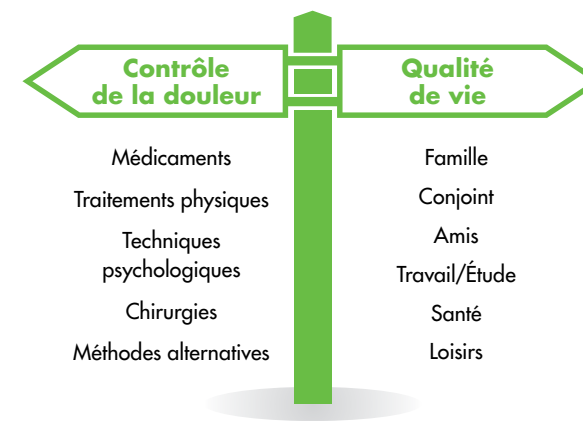 Contrôle
de la douleur
Médicaments
Traitements physiques
Techniques
psychologiques
Chirurgies
Méthodes alternatives
Qualité
de vie
Famille
Conjoint
Amis
Travail/Étude
Santé
Loisirs